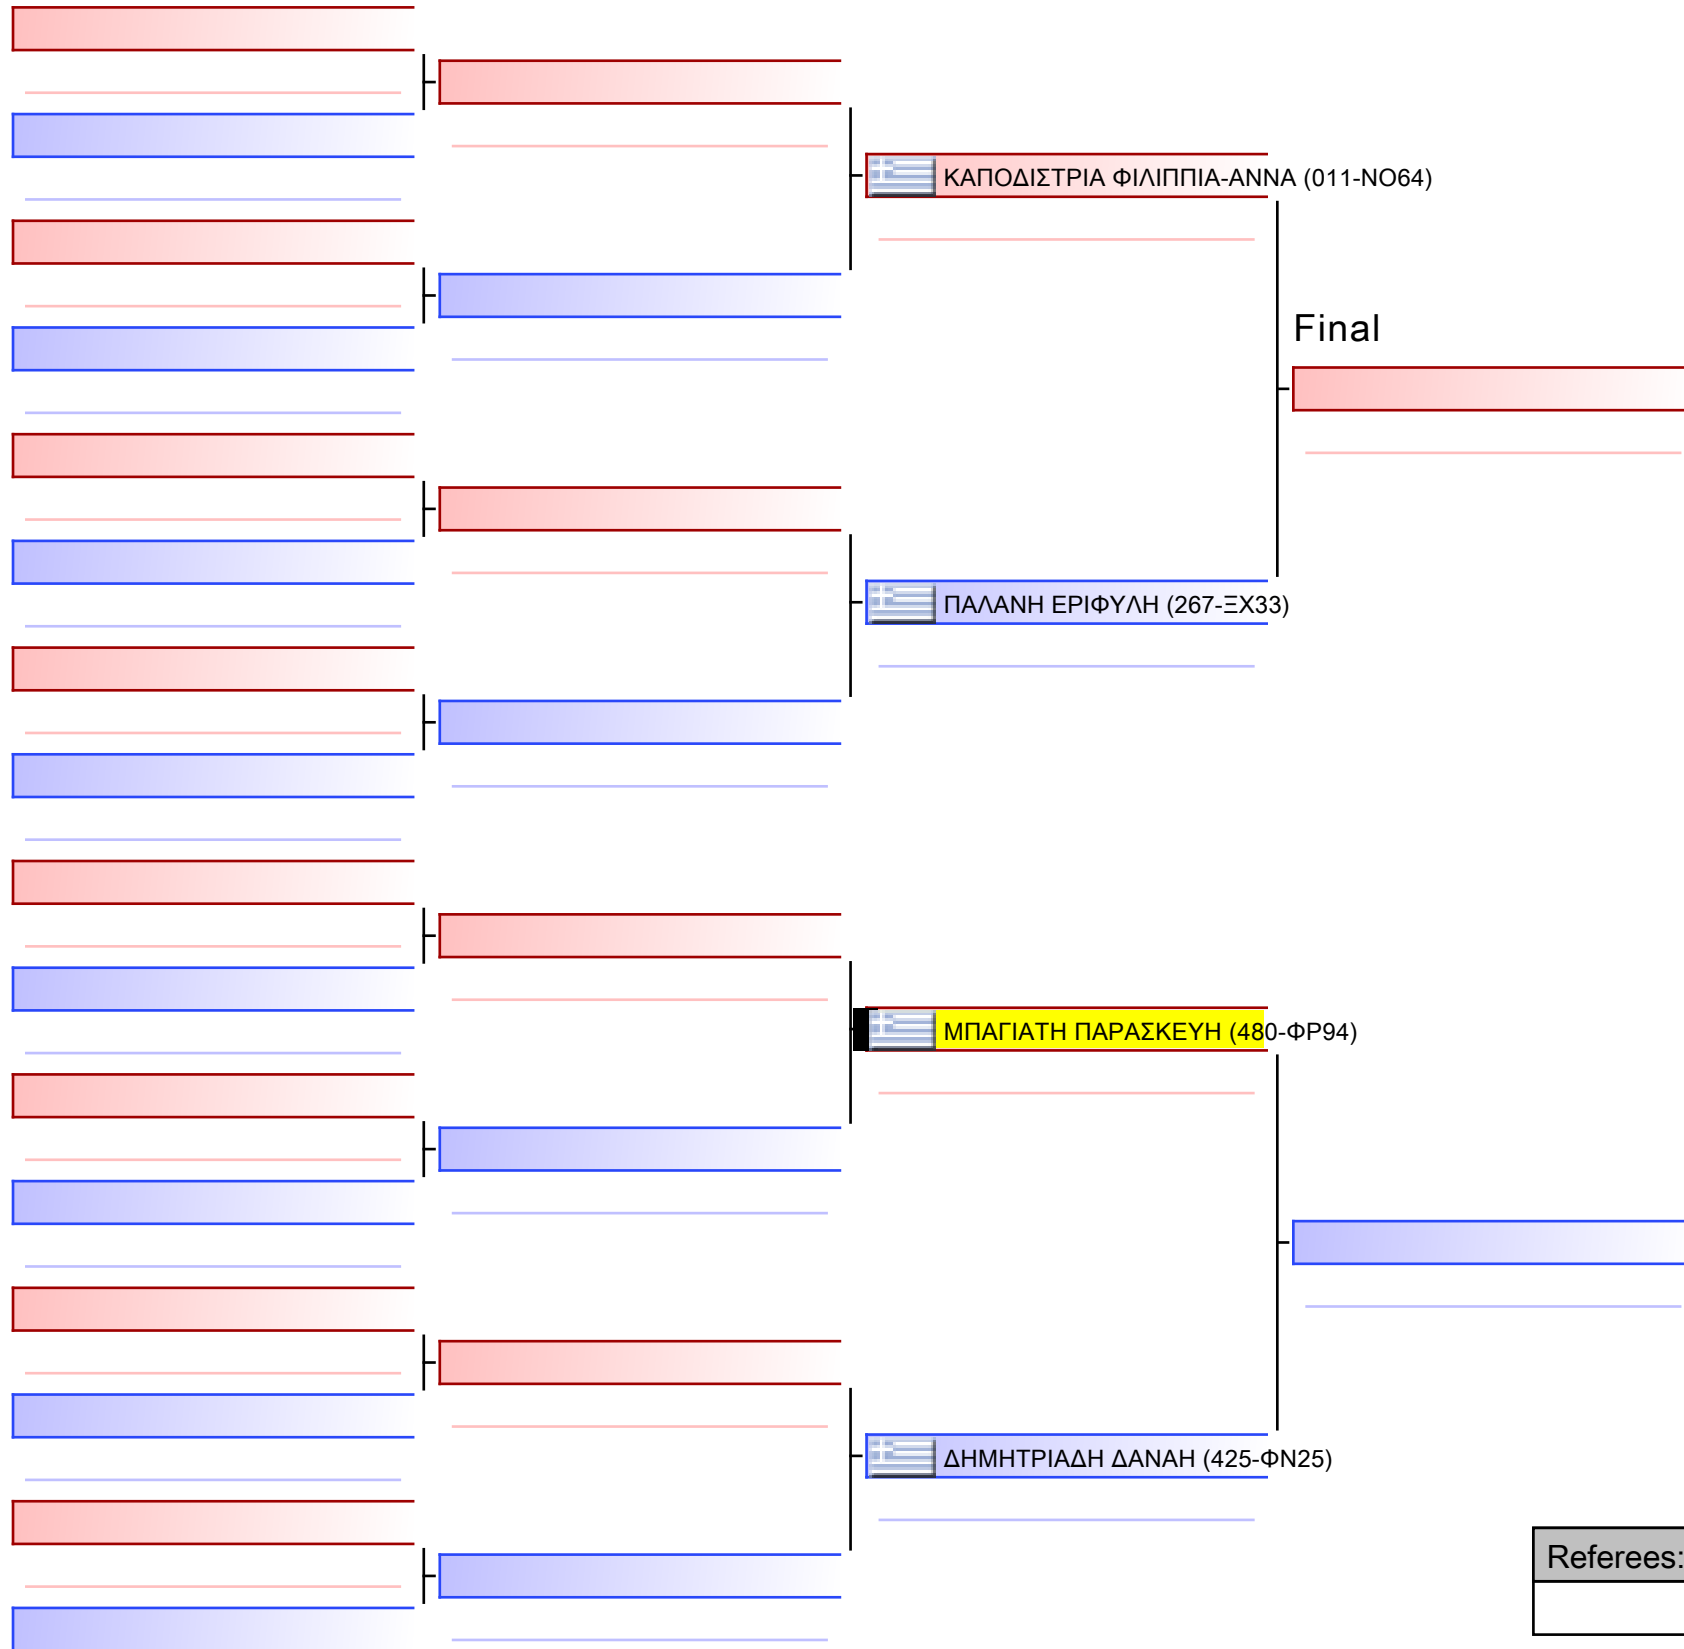 ΚΑΠΟΔΙΣΤΡΙΑ ΦΙΛΙΠΠΙΑ-ΑΝΝΑ (011-ΝΟ64)
Final
ΠΑΛΑΝΗ ΕΡΙΦΥΛΗ (267-ΞΧ33)
ΜΠΑΓΙΑΤΗ ΠΑΡΑΣΚΕΥΗ (480-ΦΡ94)
ΔΗΜΗΤΡΙΑΔΗ ΔΑΝΑΗ (425-ΦΝ25)
Referees: